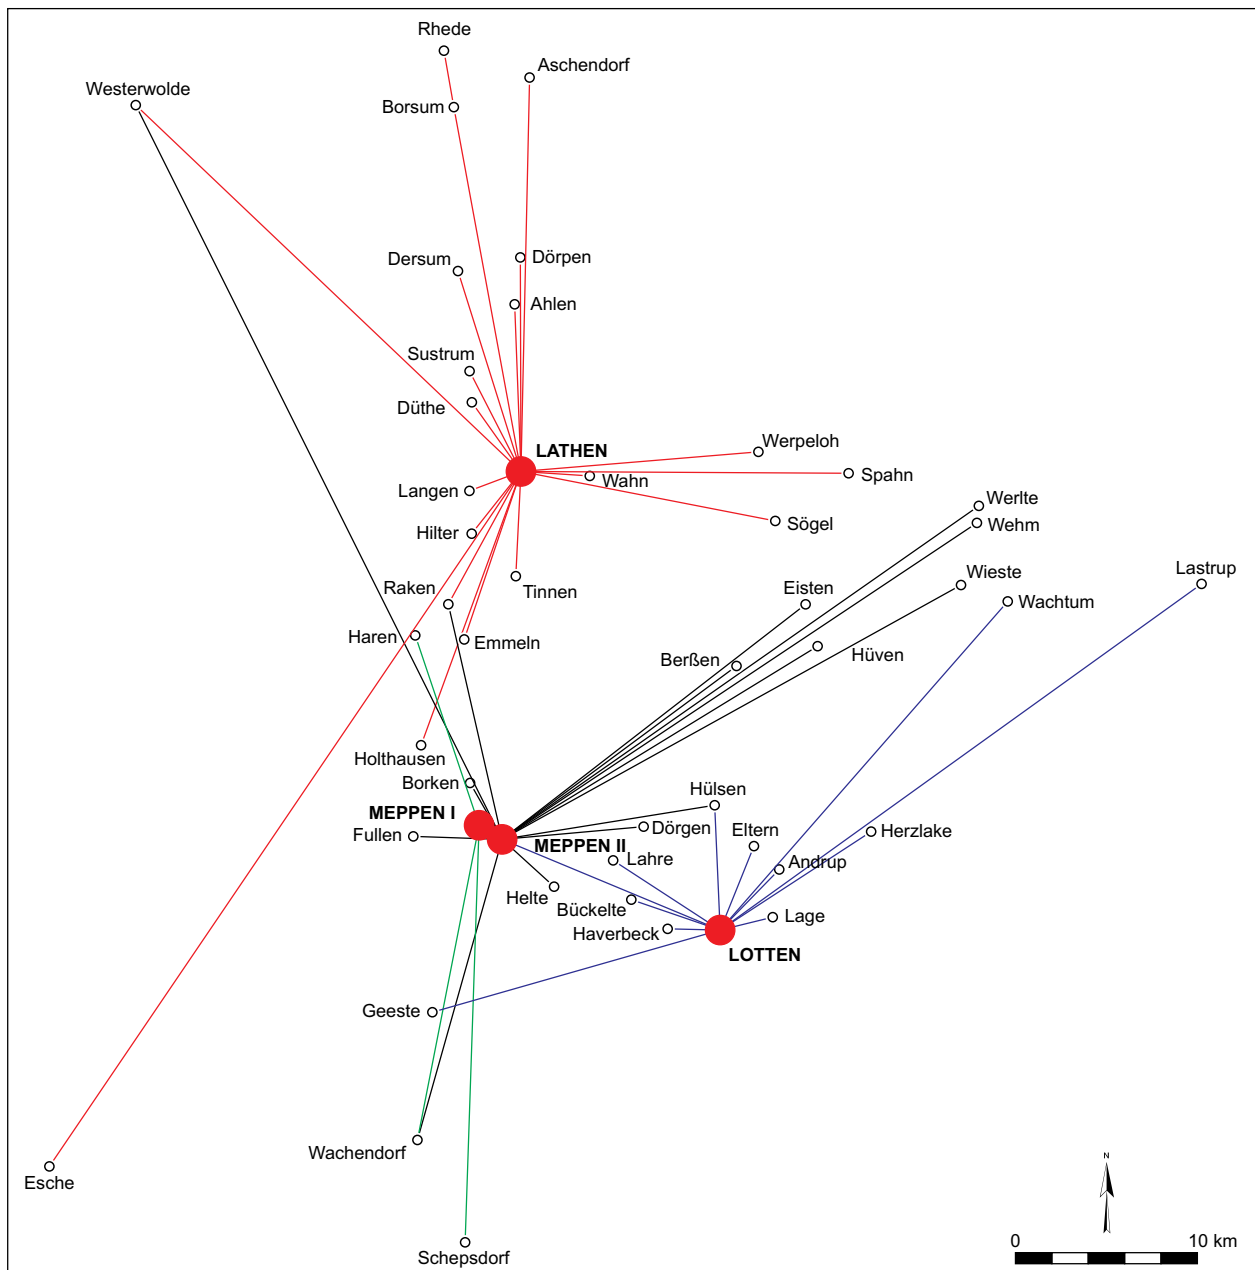 Rhede
Aschendorf
Westerwolde
Borsum
Dersum
Dörpen
Ahlen
Sustrum
Düthe
LATHEN
Werpeloh
Wahn
Spahn
Langen
Werlte
Hilter
Sögel
Wehm
Raken
Tinnen
Eisten
Wieste
Lastrup
Wachtum
Haren
Emmeln
Berßen
Hüven
Holthausen
Borken
Hülsen
MEPPEN I
Fullen
Dörgen
Eltern
Herzlake
MEPPEN II
Lahre
Andrup
Helte
Bückelte
Lage
Haverbeck
LOTTEN
Geeste
Wachendorf
N
Esche
0 10 km
Schepsdorf